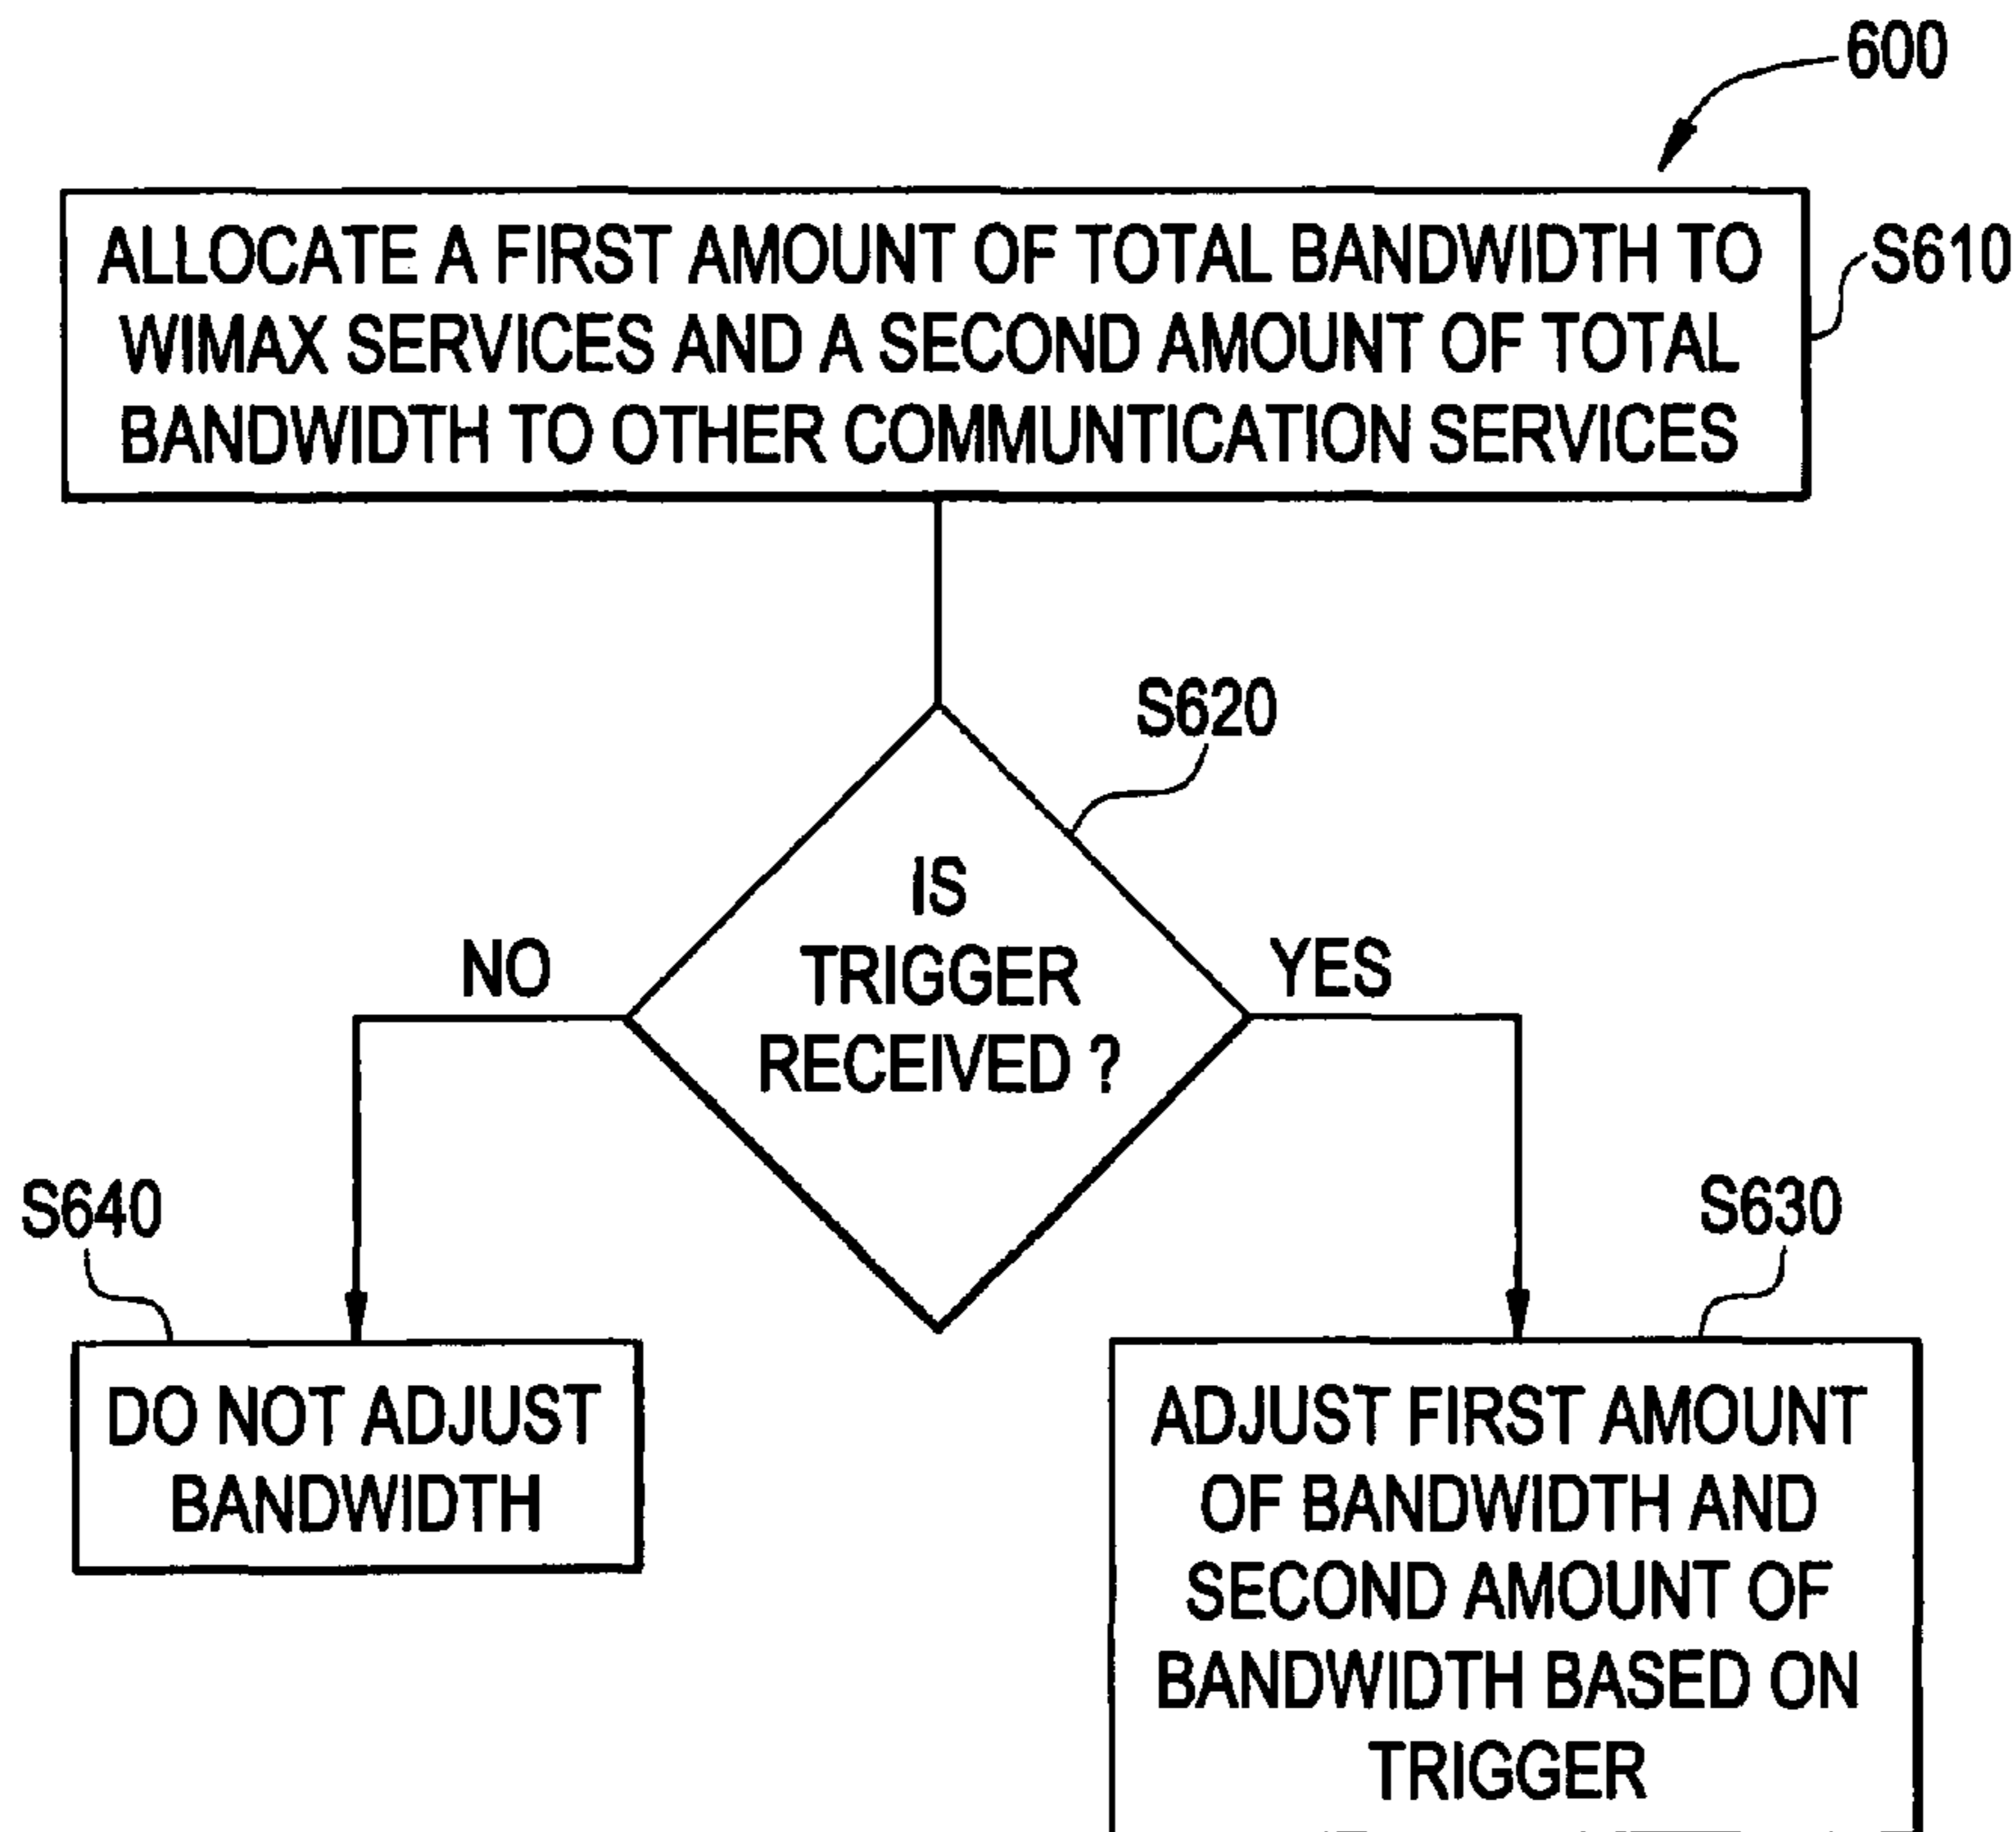 600
ALLOCATE A FIRST AMOUNT OF TOTAL BANDWIDTH TO
WIMAX SERVICES AND A SECOND AMOUNT OF TOTAL
BANDWIDTH TO OTHER COMMUNTICATION SERVICES
S610
S620
IS
TRIGGER
RECEIVED ?
NO
YES
S640
S630
DO NOT ADJUST
BANDWIDTH
ADJUST FIRST AMOUNT
OF BANDWIDTH AND
SECOND AMOUNT OF
BANDWIDTH BASED ON
TRIGGER